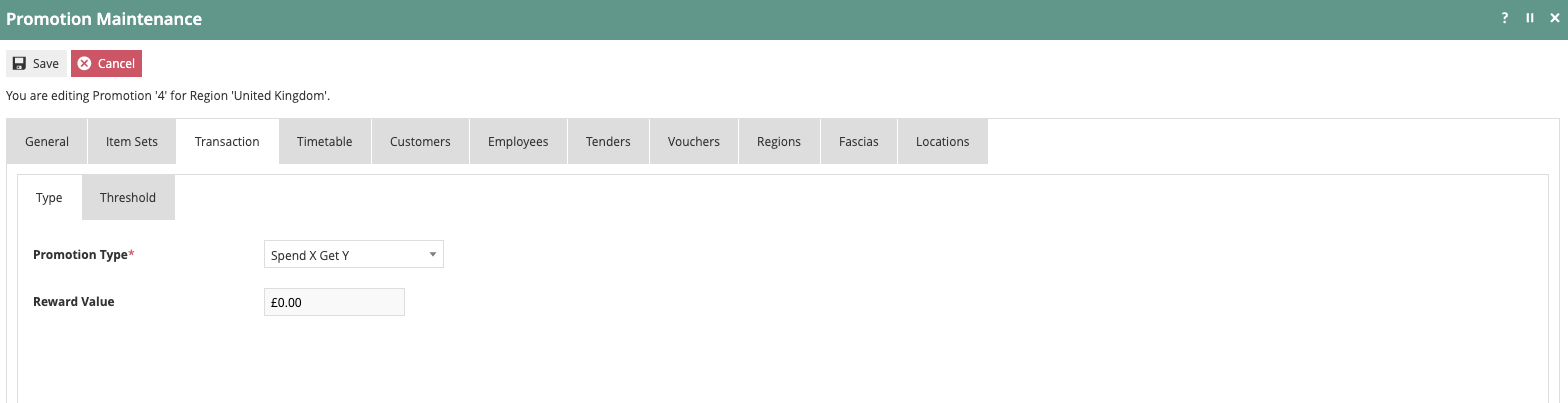 Promotion Maintenance ?
Save Cancel
You are editing Promotion '4' for Region 'United Kingdom'.
General Item Sets Transaction Timetable Customers Employees Tenders Vouchers Regions Fascias Locations
Type Threshold
Promotion Type* Spend X Get Y
Reward Value £0.00